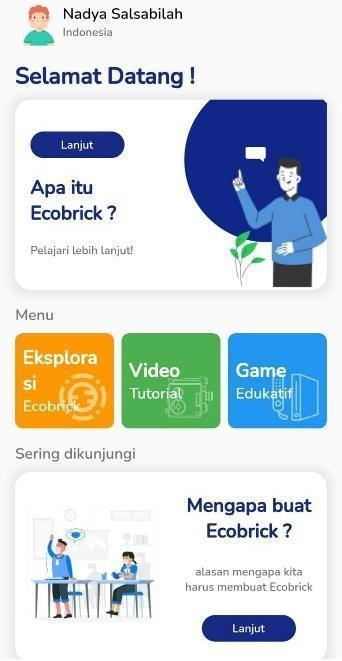 Nadya Salsabilah
Indonesia
Selamat Datang !
Lanjut
Apa itu
Ecobrick ?
Pelajari lebih lanjut!
Menu
Eksplora
si
Ecobrick
Video
Tutorial
Game
Edukatif
Sering dikunjungi
Mengapa buat
Ecobrick ?
alasan mengapa kita
harus membuat Ecobrick
Lanjut